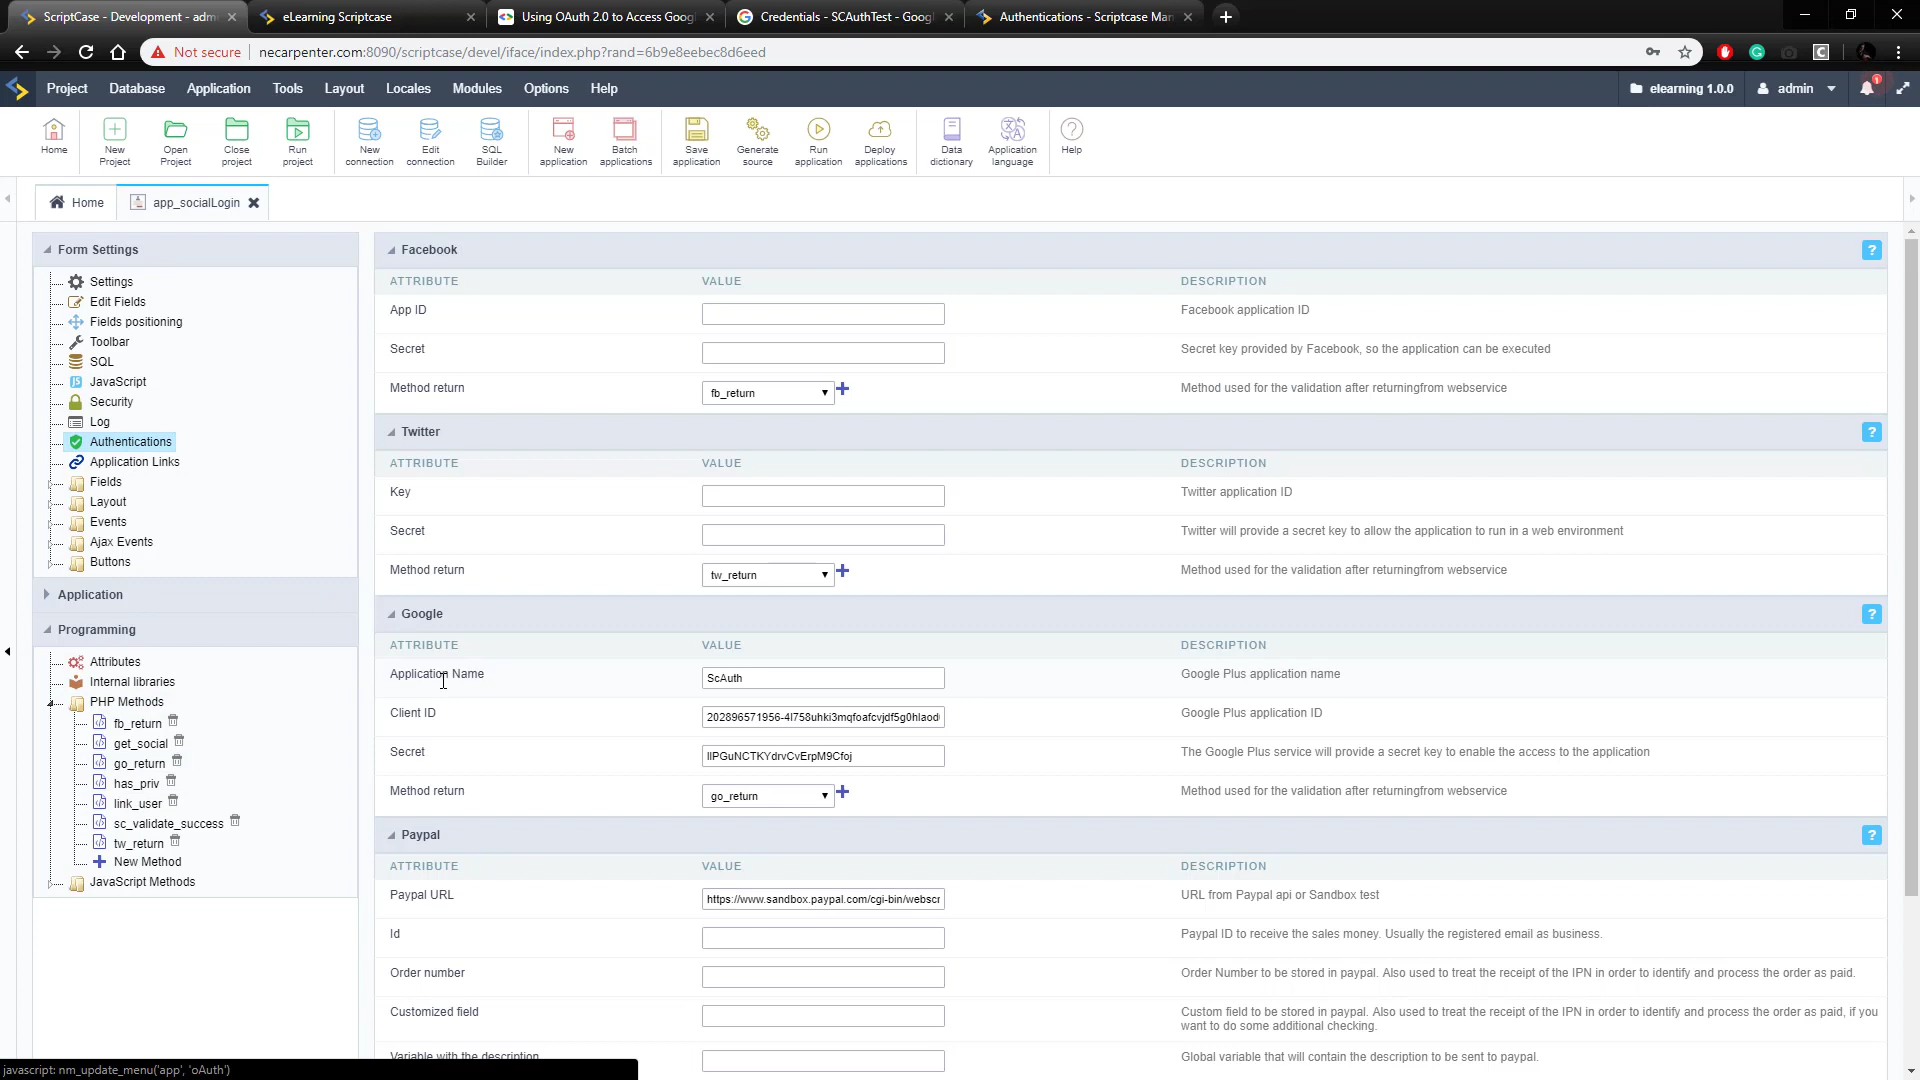 ScriptCase - Development - adm
eLearning Scriptcase
Using OAuth 2.0 to Access Goog
Credentials - SCAuthTest - Googl
Authentications - Scriptcase Man
Not secure
necarpenter.com:8090/scriptcase/devel/iface/index.php?rand=6b9e8eebec8d6eed
Project
Database
Application
Tools
Layout
Locales
Modules
Options
Help
elearning 1.0.0
admin
1
Home
New Project
Open Project
Close project
Run project
New connection
Edit connection
SQL Builder
New application
Batch applications
Save application
Generate source
Run application
Deploy applications
Data dictionary
Application language
Help
Home
app_socialLogin
Form Settings
Settings
Edit Fields
Fields positioning
Toolbar
SQL
JavaScript
Security
Log
Authentications
Application Links
Fields
Layout
Events
Ajax Events
Buttons
Application
Programming
Attributes
Internal libraries
PHP Methods
fb_return
get_social
go_return
has_priv
link_user
sc_validate_success
tw_return
New Method
JavaScript Methods
Facebook
?
ATTRIBUTE VALUE DESCRIPTION
App ID Facebook application ID
Secret Secret key provided by Facebook, so the application can be executed
Method return fb_return Method used for the validation after returningfrom webservice
Twitter
?
ATTRIBUTE VALUE DESCRIPTION
Key Twitter application ID
Secret Twitter will provide a secret key to allow the application to run in a web environment
Method return tw_return Method used for the validation after returningfrom webservice
Google
?
ATTRIBUTE VALUE DESCRIPTION
Application Name ScAuth Google Plus application name
Client ID 202896571956-4l758uhki3mqfoafcvjdf5g0hlaod Google Plus application ID
Secret llPGuNCTKYdrvCvErpM9Cfoj The Google Plus service will provide a secret key to enable the access to the application
Method return go_return Method used for the validation after returningfrom webservice
Paypal
?
ATTRIBUTE VALUE DESCRIPTION
Paypal URL https://www.sandbox.paypal.com/cgi-bin/webscr URL from Paypal api or Sandbox test
Id Paypal ID to receive the sales money. Usually the registered email as business.
Order number Order Number to be stored in paypal. Also used to treat the receipt of the IPN in order to identify and process the order as paid.
Customized field Custom field to be stored in paypal. Also used to treat the receipt of the IPN in order to identify and process the order as paid, if you
want to do some additional checking.
Variable with the description Global variable that will contain the description to be sent to paypal.
javascript: nm_update_menu('app', 'oAuth')